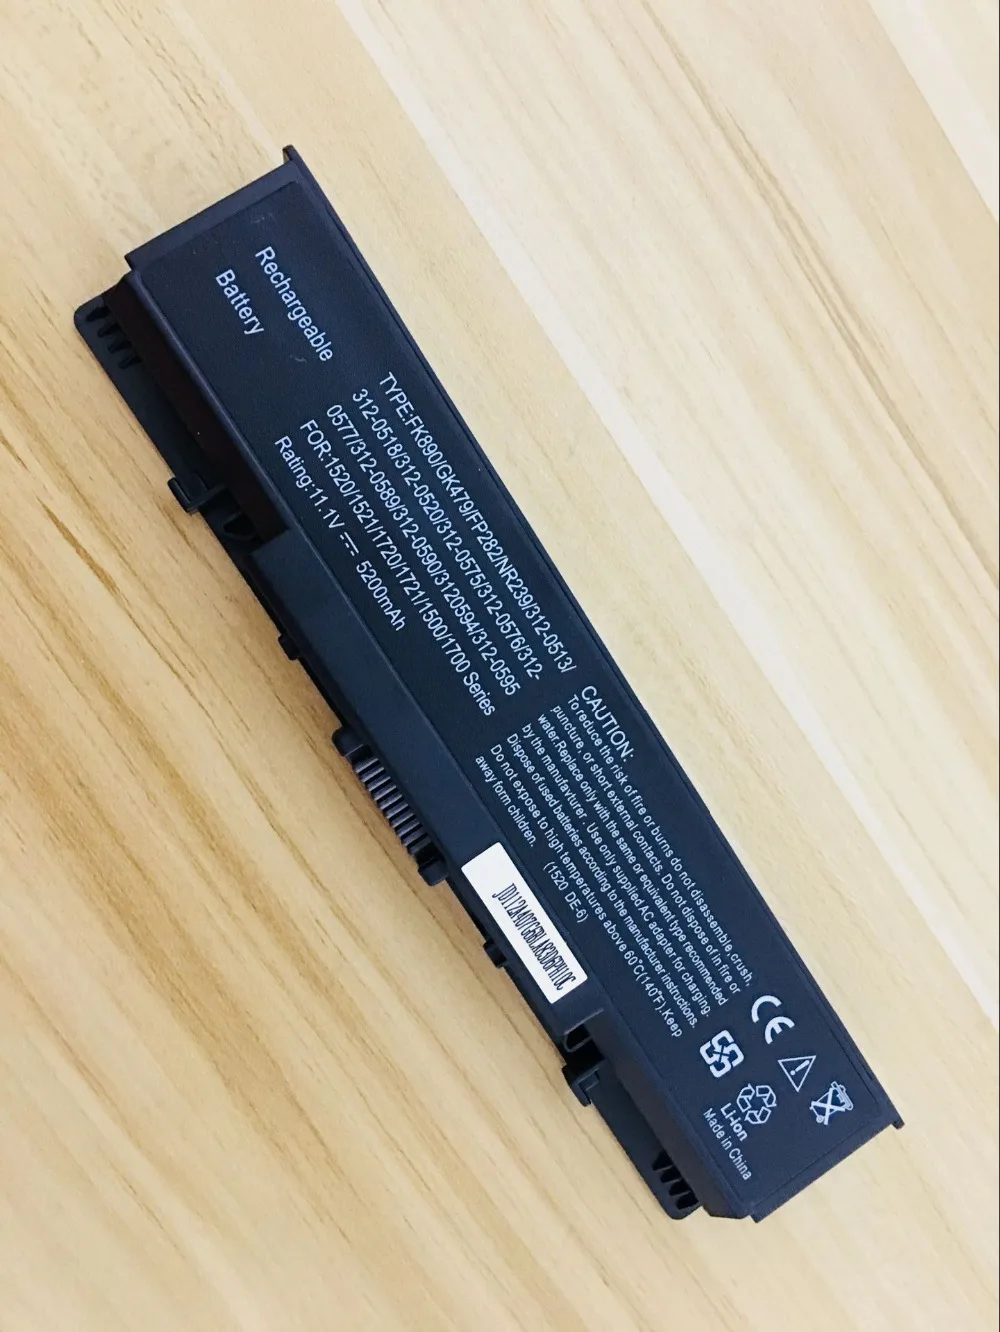 Rechargeable
Battery
TYPE:FK890/GK479/FP282/NR239/312-0513/
312-0518/312-0520/312-0575/312-0576/312-
0577/312-0589/312-0590/3120594/312-0595
FOR:1520/1521/1720/1721/1500/1700 Series
Rating:11.1V 5200mAh
CAUTION:
To reduce the risk of fire or burns do not disassemble,crush,
puncture, or short external contacts. Do not dispose of in fire or
water.Replace only with the same or equivalent type recommended
by the manufavturer . Use only supplied AC adapter,for charging.
Dispose of used batteries according to the manufacturer instructions.
Do not expose to high temperatures above 60°C(140°F).Keep
away form children. (1520 DE-6)
CE
Li-ion
Made in China